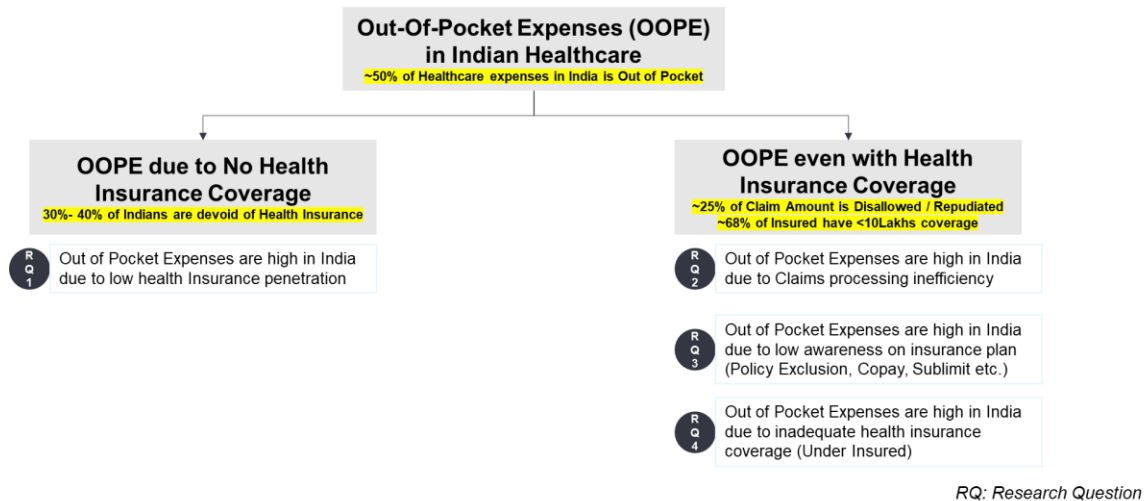 Out-Of-Pocket Expenses (OOPE)
in Indian Healthcare
~50% of Healthcare expenses in India is Out of Pocket
OOPE due to No Health
Insurance Coverage
30%- 40% of Indians are devoid of Health Insurance
R
Q
1
Out of Pocket Expenses are high in India
due to low health Insurance penetration
OOPE even with Health
Insurance Coverage
~25% of Claim Amount is Disallowed / Repudiated
~68% of Insured have <10Lakhs coverage
R
Q
2
Out of Pocket Expenses are high in India
due to Claims processing inefficiency
R
Q
3
Out of Pocket Expenses are high in India
due to low awareness on insurance plan
(Policy Exclusion, Copay, Sublimit etc.)
R
Q
4
Out of Pocket Expenses are high in India
due to inadequate health insurance
coverage (Under Insured)
RQ: Research Question